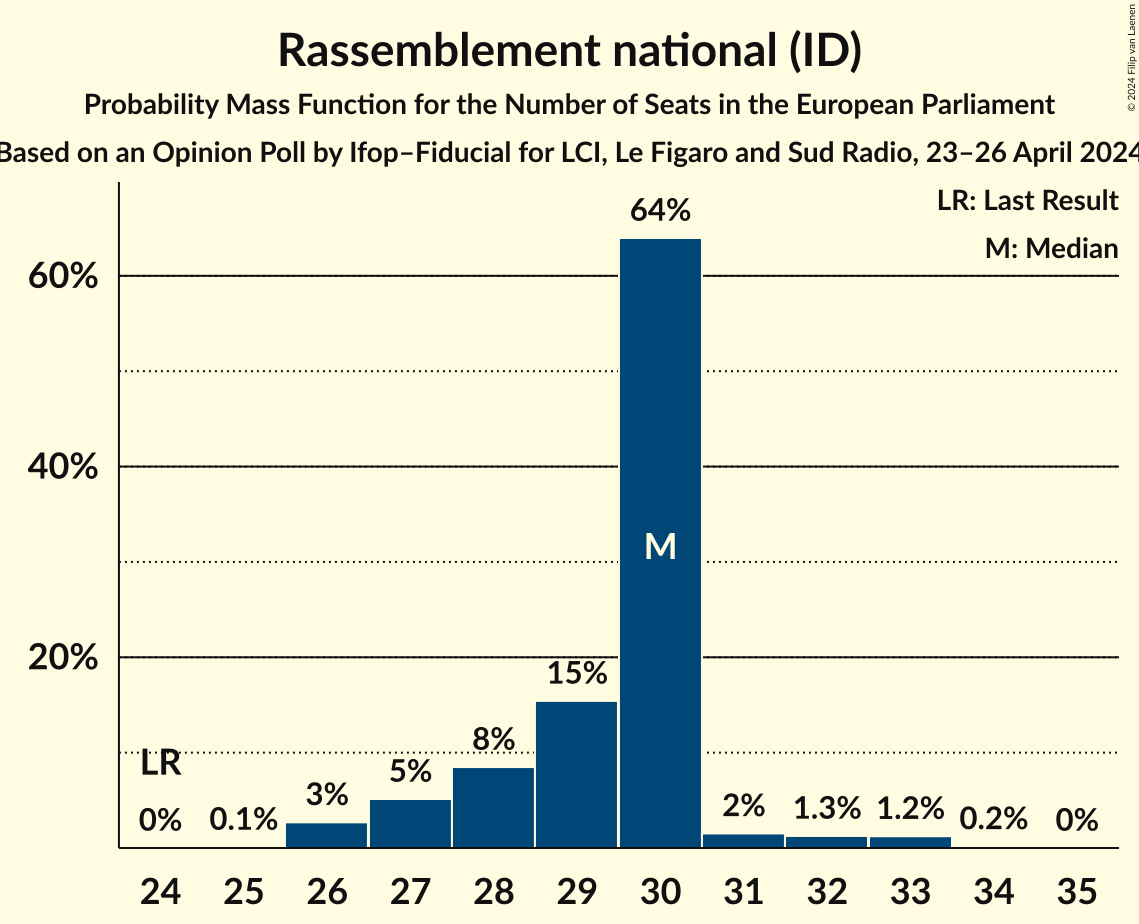 Rassemblement national (ID)
Probability Mass Function for the Number of Seats in the European Parliament
Based on an Opinion Poll by Ifop–Fiducial for LCI, Le Figaro and Sud Radio, 23–26 April 2024
© 2024 Filip van Laenen
LR: Last Result
M: Median
60%
40%
20%
LR
0%
0.1%
3%
5%
8%
15%
64%
M
2%
1.3%
1.2%
0.2%
0%
24 25 26 27 28 29 30 31 32 33 34 35